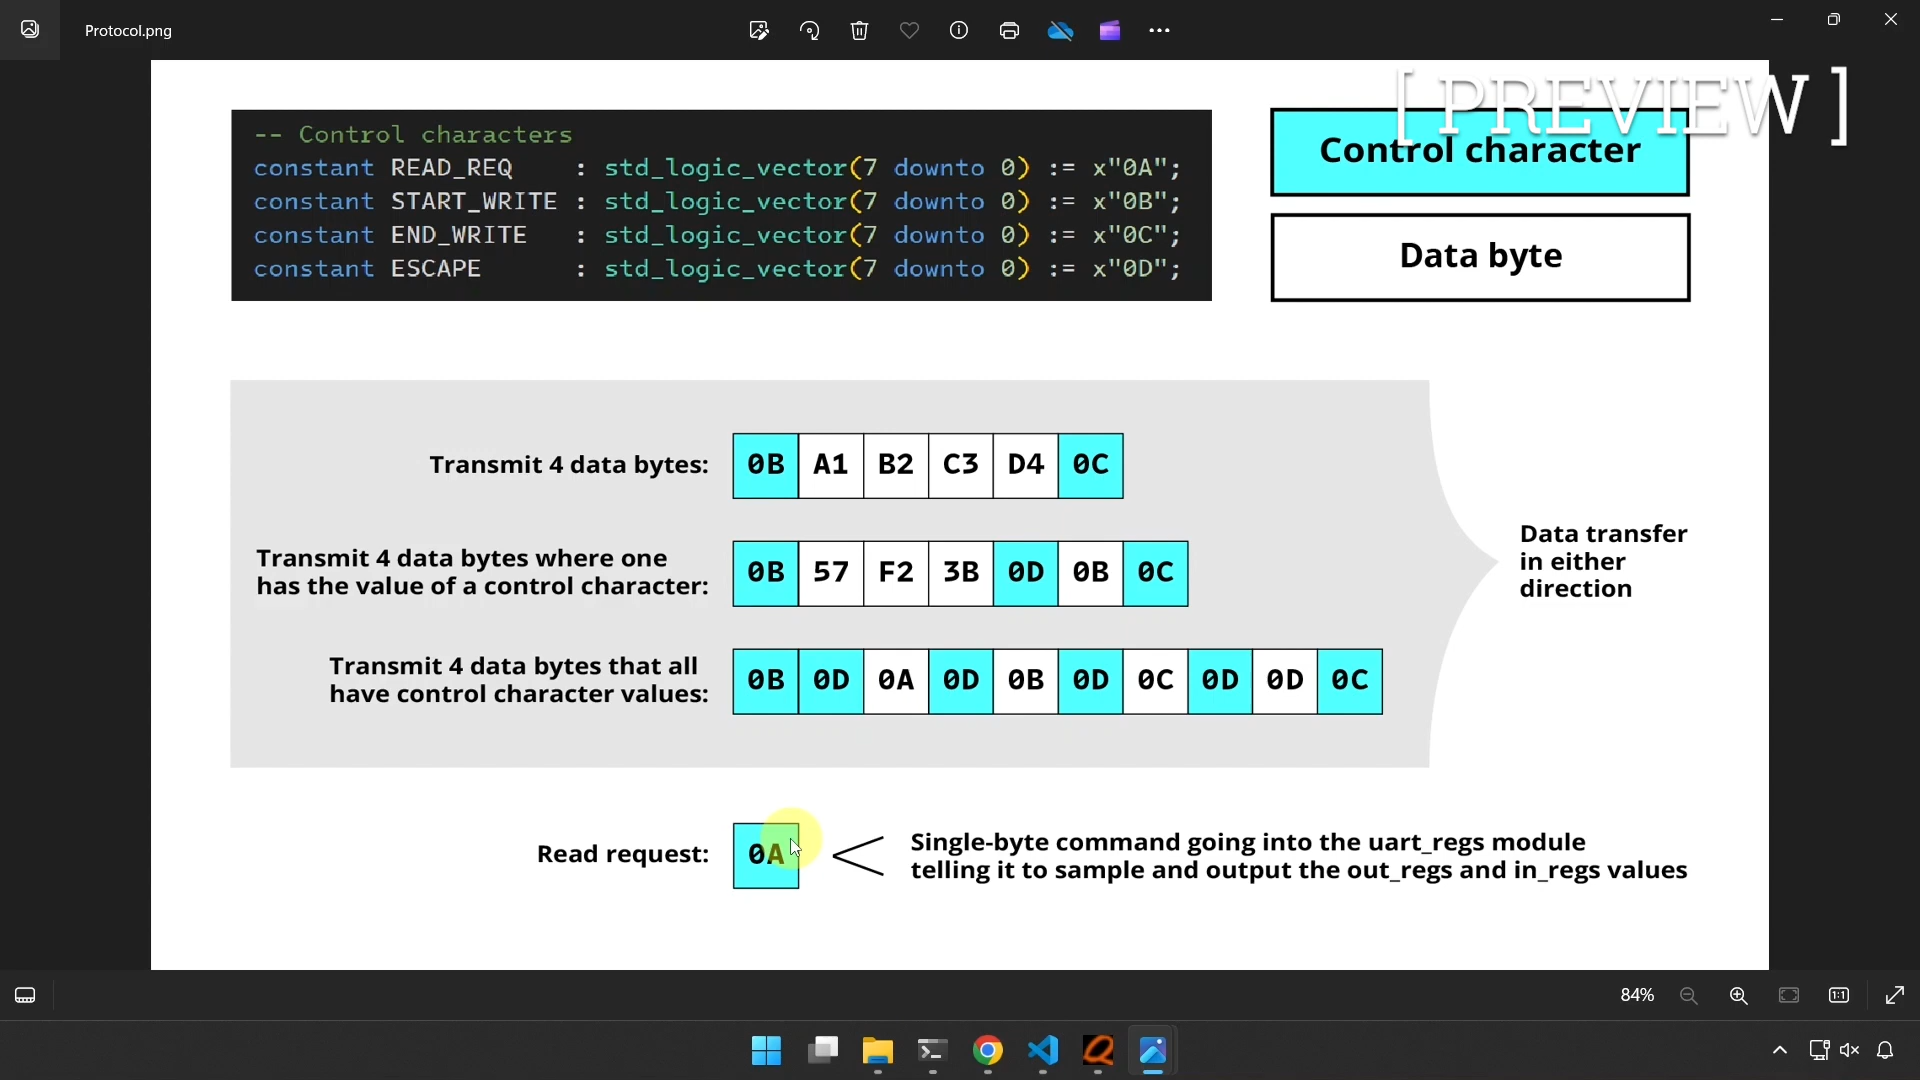 Protocol.png
[ PREVIEW ]
-- Control characters
constant READ_REQ    : std_logic_vector(7 downto 0) := x"0A";
constant START_WRITE : std_logic_vector(7 downto 0) := x"0B";
constant END_WRITE   : std_logic_vector(7 downto 0) := x"0C";
constant ESCAPE      : std_logic_vector(7 downto 0) := x"0D";
Control character
Data byte
Transmit 4 data bytes:
0B A1 B2 C3 D4 0C
Transmit 4 data bytes where one
has the value of a control character:
0B 57 F2 3B 0D 0B 0C
Transmit 4 data bytes that all
have control character values:
0B 0D 0A 0D 0B 0D 0C 0D 0D 0C
Data transfer
in either
direction
Read request:
0A
Single-byte command going into the uart_regs module
telling it to sample and output the out_regs and in_regs values
84%
1:1